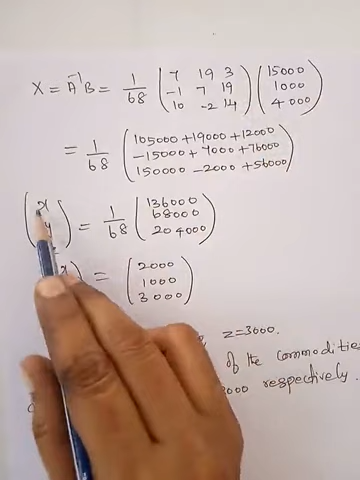 X = A⁻¹B = 1/68 (7 19 3
-1 7 19
10 -2 14) (15000
1000
4000)
= 1/68 (105000 + 19000 + 12000
-15000 + 7000 + 76000
150000 - 2000 + 56000)
(x
y
z) = 1/68 (136000
68000
204000)
= (2000
1000
3000)
z=3000.
of the commodities
3000 respectively.